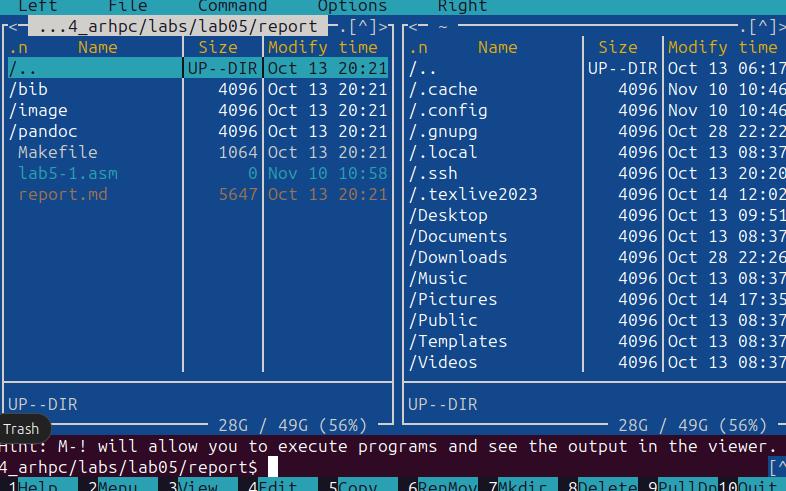 Left File Command Options Right
<- ...4_arhpc/labs/lab05/report -.[^]> <- ~ .[^]>
.n Name Size Modify time .n Name Size Modify time
/.. UP--DIR Oct 13 20:21 /.. UP--DIR Oct 13 06:17
/bib 4096 Oct 13 20:21 /.cache 4096 Nov 10 10:46
/image 4096 Oct 13 20:21 /.config 4096 Nov 10 10:46
/pandoc 4096 Oct 13 20:21 /.gnupg 4096 Oct 28 22:22
Makefile 1064 Oct 13 20:21 /.local 4096 Oct 13 08:37
lab5-1.asm 0 Nov 10 10:58 /.ssh 4096 Oct 13 20:20
report.md 5647 Oct 13 20:21 /.texlive2023 4096 Oct 14 12:02
/Desktop 4096 Oct 13 09:51
/Documents 4096 Oct 13 08:37
/Downloads 4096 Oct 28 22:26
/Music 4096 Oct 13 08:37
/Pictures 4096 Oct 14 17:35
/Public 4096 Oct 13 08:37
/Templates 4096 Oct 13 08:37
/Videos 4096 Oct 13 08:37
UP--DIR UP--DIR
28G / 49G (56%) 28G / 49G (56%)
Trash
Hint: M-! will allow you to execute programs and see the output in the viewer.
4_arhpc/labs/lab05/report$ [^
1Help 2Menu 3View 4Edit 5Copy 6RenMov 7Mkdir 8Delete 9PullDn 10Quit